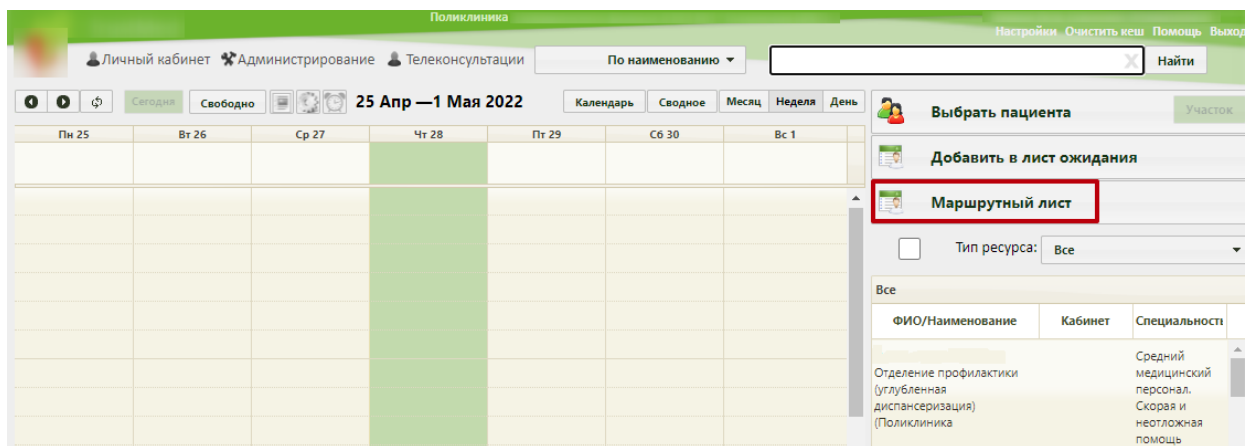 Поликлиника
Настройки Очистить кеш Помощь Выход
Личный кабинет Администрирование Телеконсультации По наименованию Найти
Сегодня Свободно 25 Апр —1 Мая 2022 Календарь Сводное Месяц Неделя День
Выбрать пациента Участок
Пн 25 Вт 26 Ср 27 Чт 28 Пт 29 Сб 30 Вс 1
Добавить в лист ожидания
Маршрутный лист
Тип ресурса: Все
Все
ФИО/Наименование Кабинет Специальность
Отделение профилактики
(углубленная
диспансеризация)
(Поликлиника
Средний
медицинский
персонал.
Скорая и
неотложная
помощь